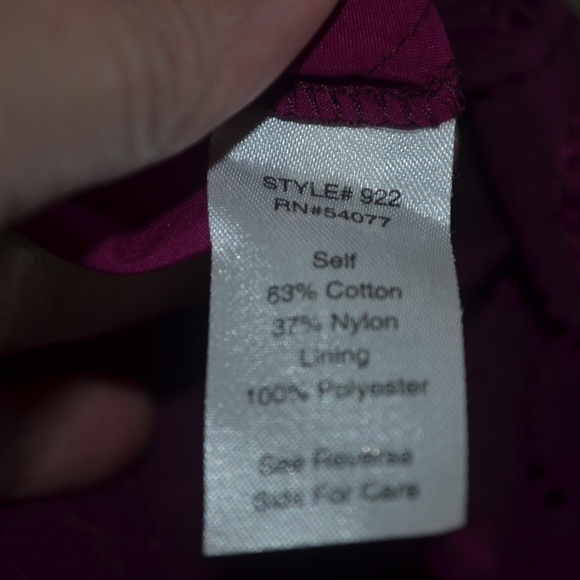 STYLE# 922
RN#54077
Self
63% Cotton
37% Nylon
Lining
100% Polyester
See Reverse
Side For Care